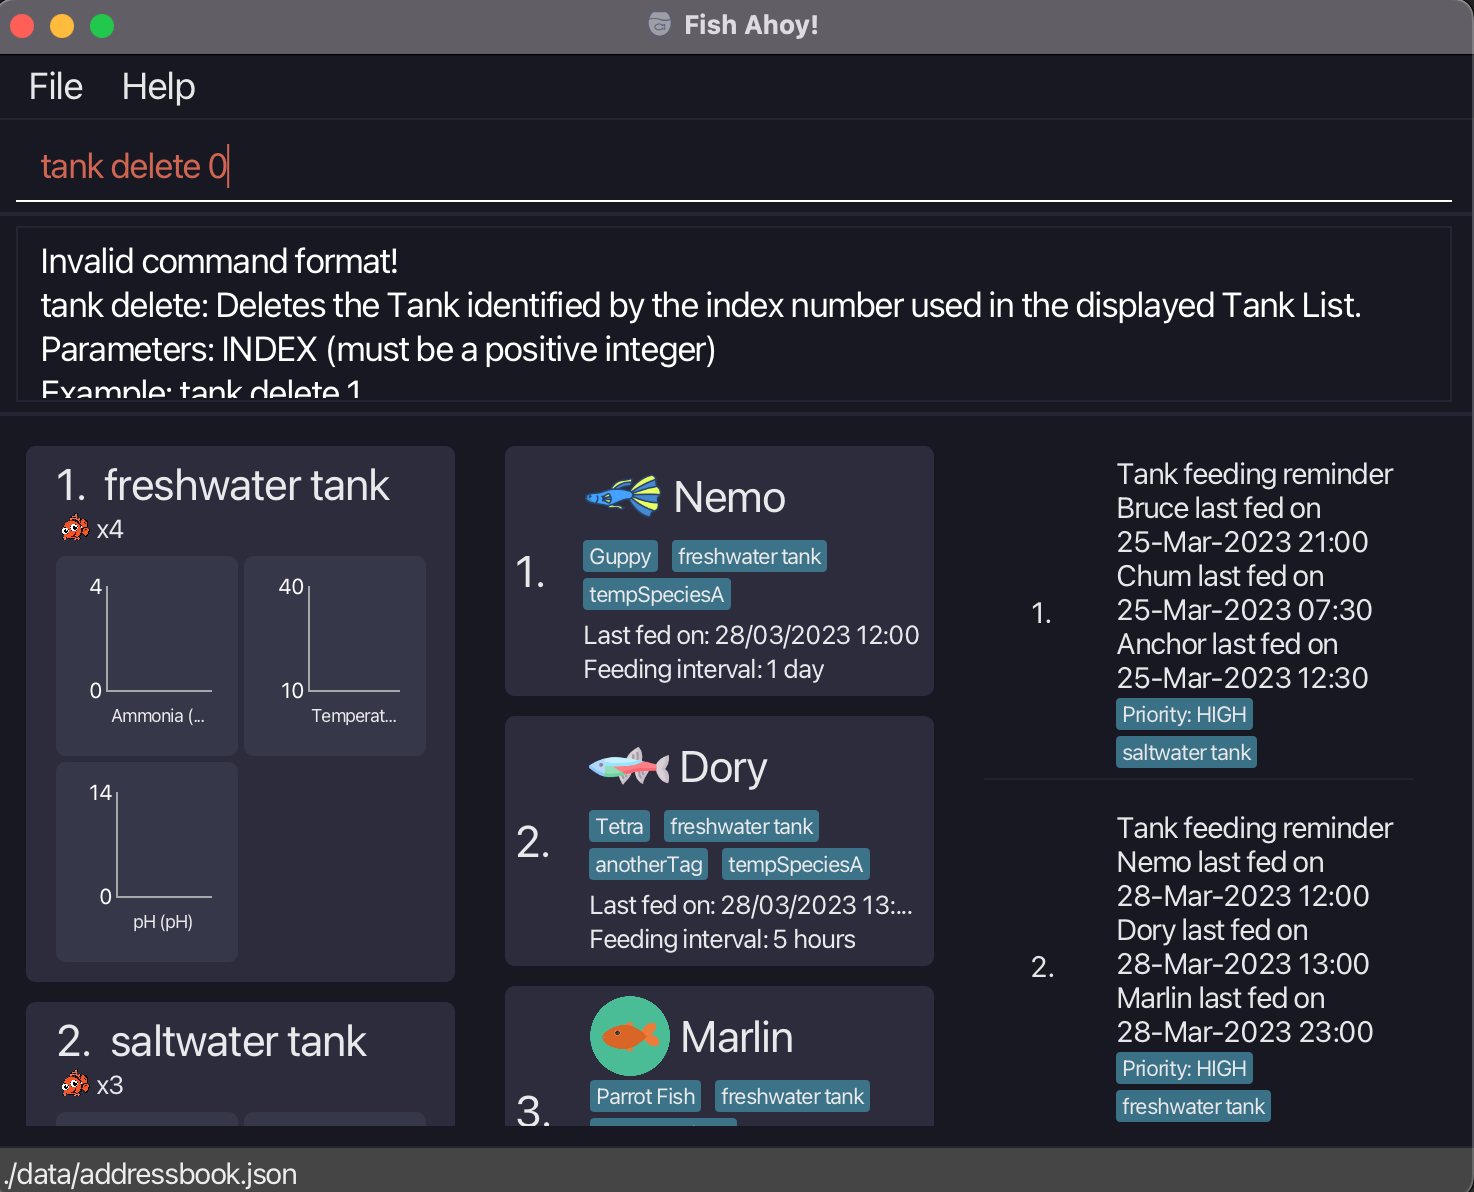 Fish Ahoy!
File Help
tank delete 0
Invalid command format!
tank delete: Deletes the Tank identified by the index number used in the displayed Tank List.
Parameters: INDEX (must be a positive integer)
Example: tank delete 1
1. freshwater tank
x4
4
0
Ammonia (...
40
10
Temperat...
14
0
pH (pH)
2. saltwater tank
x3
1.
Nemo
Guppy freshwater tank
tempSpeciesA
Last fed on: 28/03/2023 12:00
Feeding interval: 1 day
2.
Dory
Tetra freshwater tank
anotherTag tempSpeciesA
Last fed on: 28/03/2023 13:...
Feeding interval: 5 hours
3.
Marlin
Parrot Fish freshwater tank
1.
Tank feeding reminder
Bruce last fed on
25-Mar-2023 21:00
Chum last fed on
25-Mar-2023 07:30
Anchor last fed on
25-Mar-2023 12:30
Priority: HIGH
saltwater tank
2.
Tank feeding reminder
Nemo last fed on
28-Mar-2023 12:00
Dory last fed on
28-Mar-2023 13:00
Marlin last fed on
28-Mar-2023 23:00
Priority: HIGH
freshwater tank
./data/addressbook.json